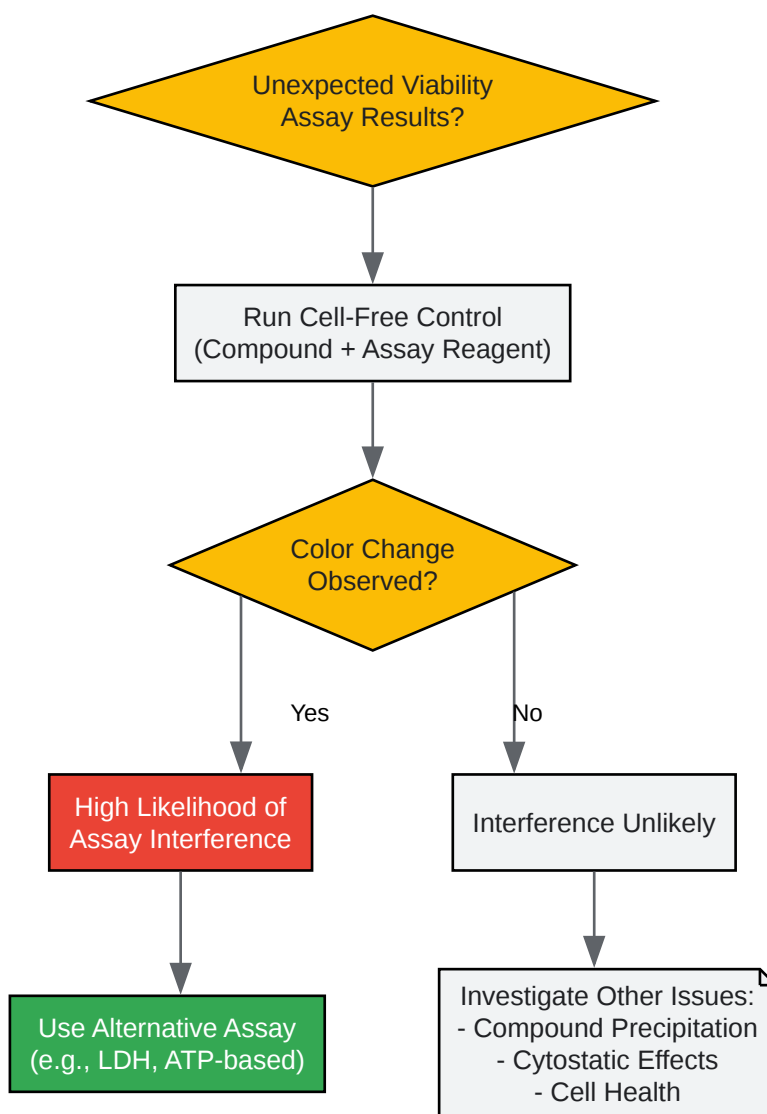 Unexpected Viability
Assay Results?
Run Cell-Free Control
(Compound + Assay Reagent)
Color Change
Observed?
Yes
No
High Likelihood of
Assay Interference
Interference Unlikely
Use Alternative Assay
(e.g., LDH, ATP-based)
Investigate Other Issues:
- Compound Precipitation
- Cytostatic Effects
- Cell Health